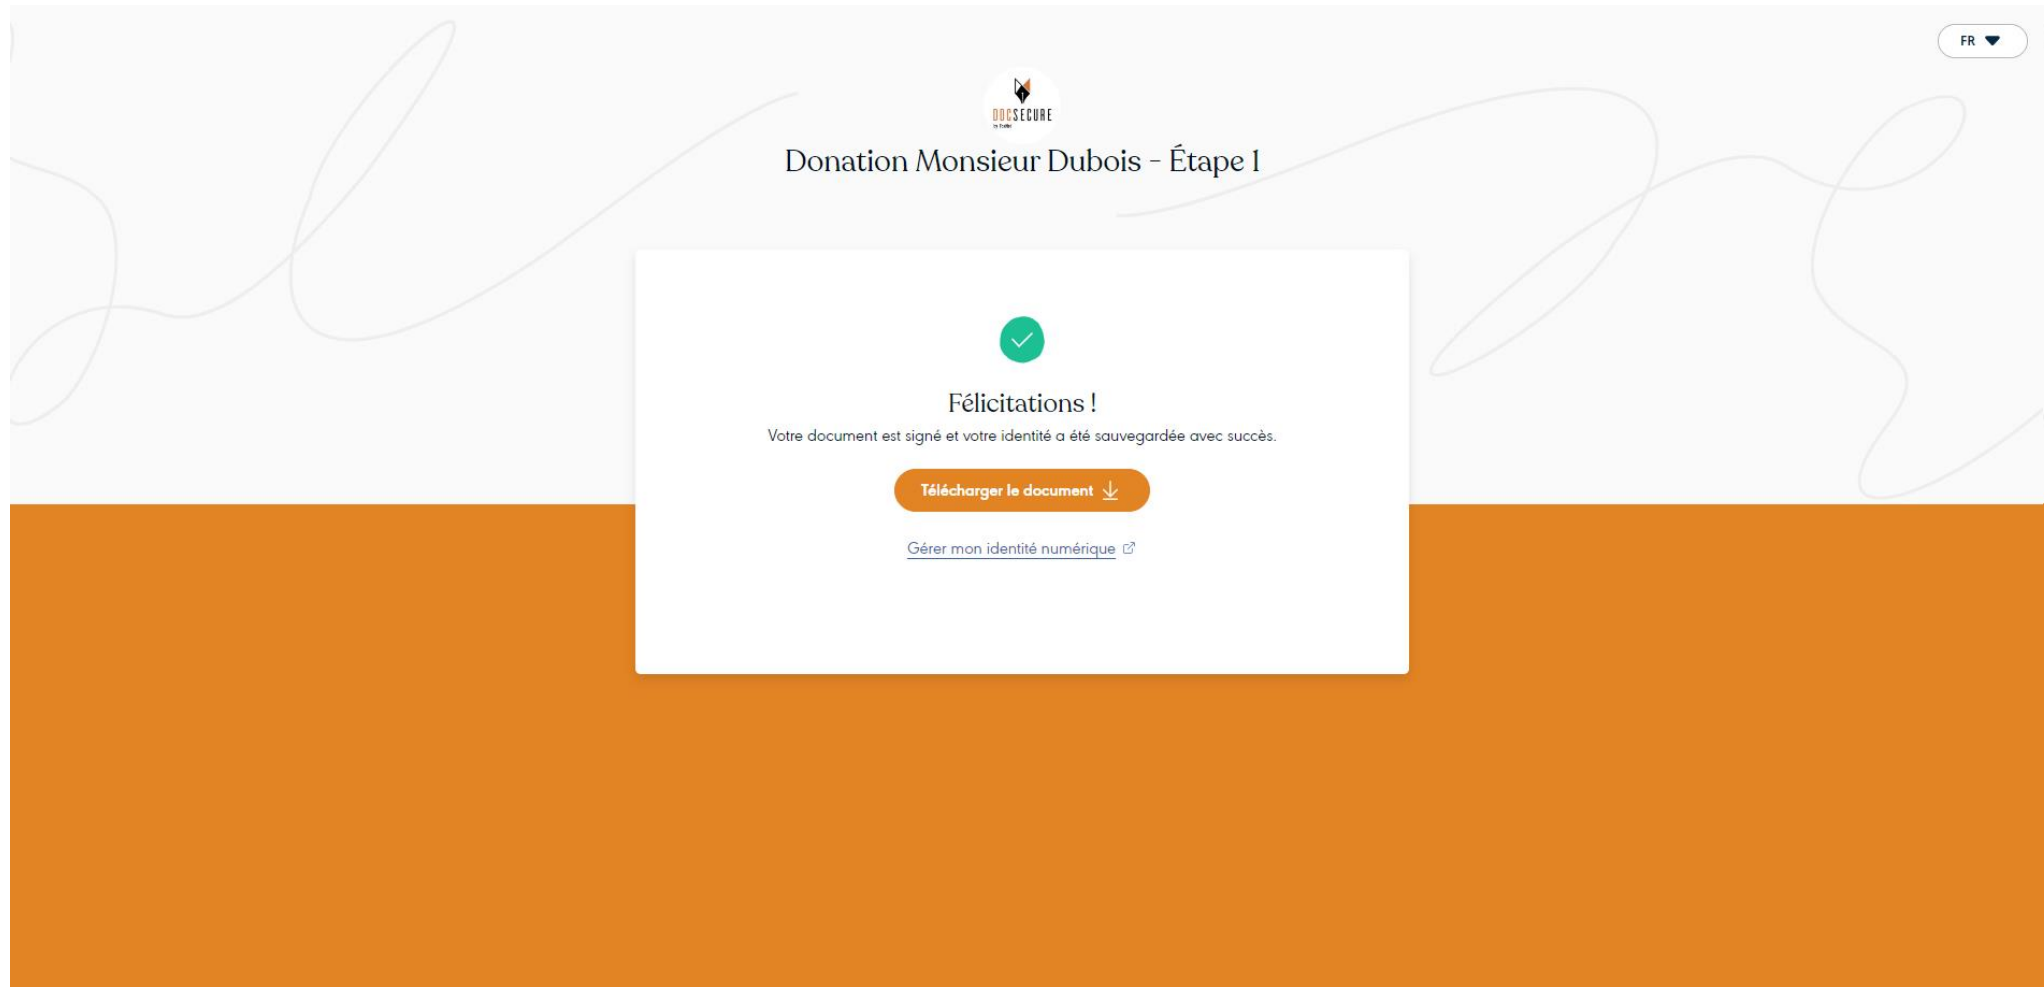 FR
DOCSECURE
Donation Monsieur Dubois - Étape 1
Félicitations !
Votre document est signé et votre identité a été sauvegardée avec succès.
Télécharger le document
Gérer mon identité numérique